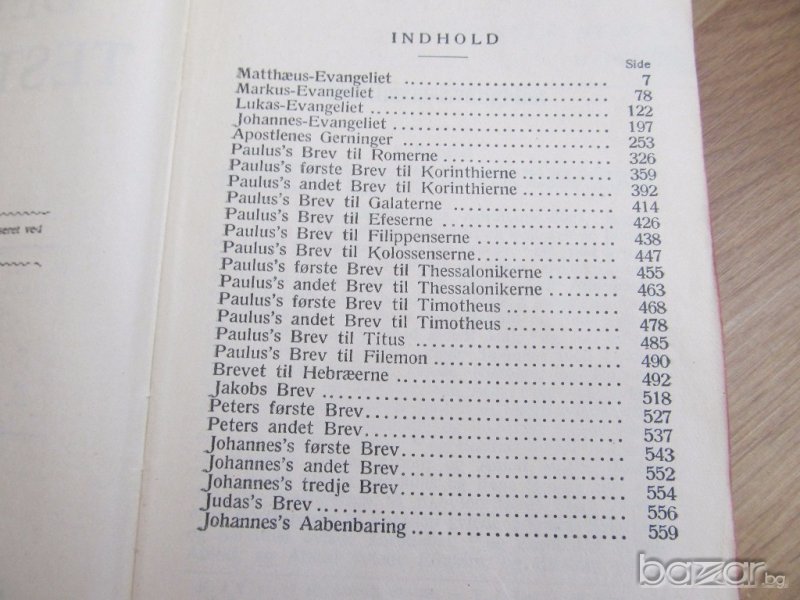 INDHOLD
Side
Matthæus-Evangeliet 7
Markus-Evangeliet 78
Lukas-Evangeliet 122
Johannes-Evangeliet 197
Apostlenes Gerninger 253
Paulus's Brev til Romerne 326
Paulus's første Brev til Korinthierne 359
Paulus's andet Brev til Korinthierne 392
Paulus's Brev til Galaterne 414
Paulus's Brev til Efeserne 426
Paulus's Brev til Filippenserne 438
Paulus's Brev til Kolossenserne 447
Paulus's første Brev til Thessalonikerne 455
Paulus's andet Brev til Thessalonikerne 463
Paulus's første Brev til Timotheus 468
Paulus's andet Brev til Timotheus 478
Paulus's Brev til Titus 485
Paulus's Brev til Filemon 490
Brevet til Hebræerne 492
Jakobs Brev 518
Peters første Brev 527
Peters andet Brev 537
Johannes's første Brev 543
Johannes's andet Brev 552
Johannes's tredje Brev 554
Judas's Brev 556
Johannes's Aabenbaring 559
bazar.bg